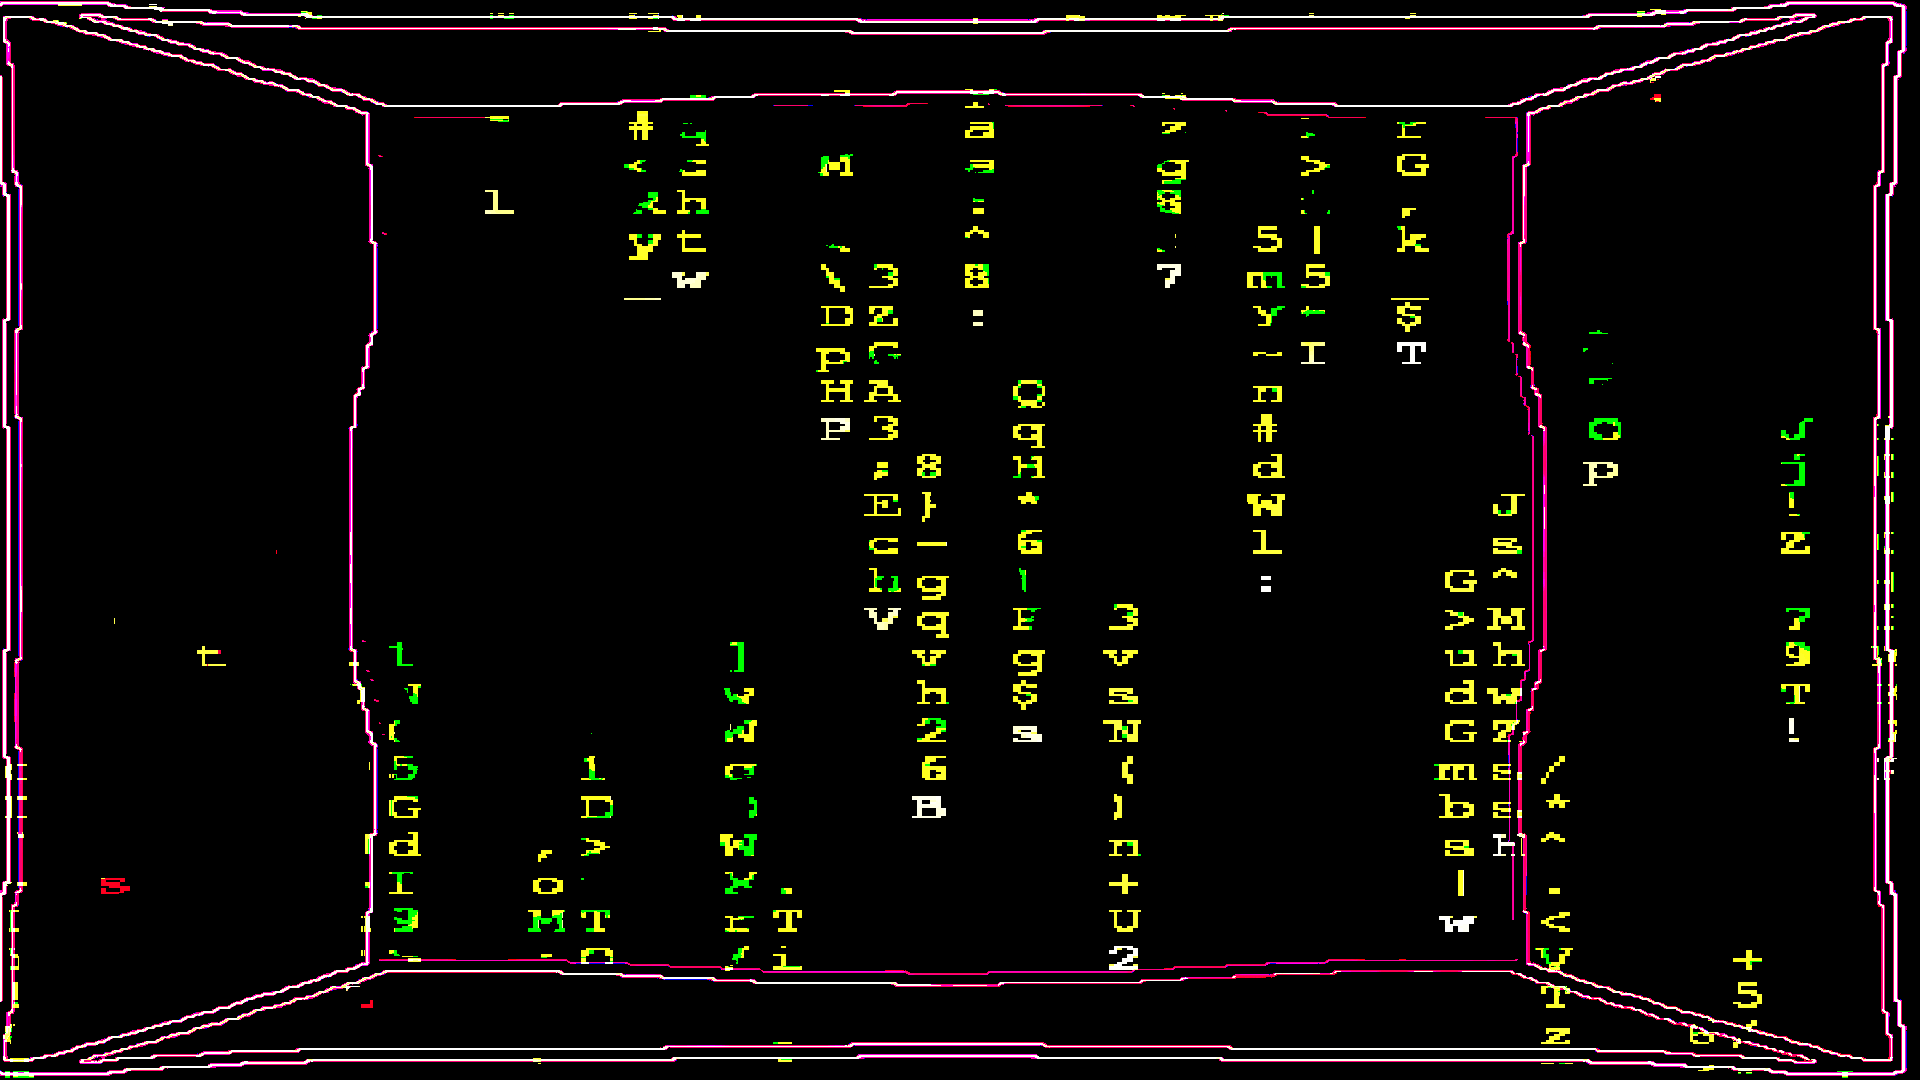 s
t
t v ( 5 G d I 9
l
, o M
1 D > T
# < y _
h t w
] w N W x r /
. T i
M \ D p H P
3 Z G A 3 ; E c h V
8 } - g q v h 2 6 B
a a : ^ 8 :
Q q H * 6 F g $ s
3 v s N ( ) n + U 2
7 g 8 7
5 m y ~ n # d W l :
> | 5 t I
r G , k _ $ T
G > u d G m b s | w
J s ^ M h w Z s s H
/ * ^ - < V T z
P
+ 5
j ! Z 7 9 T !